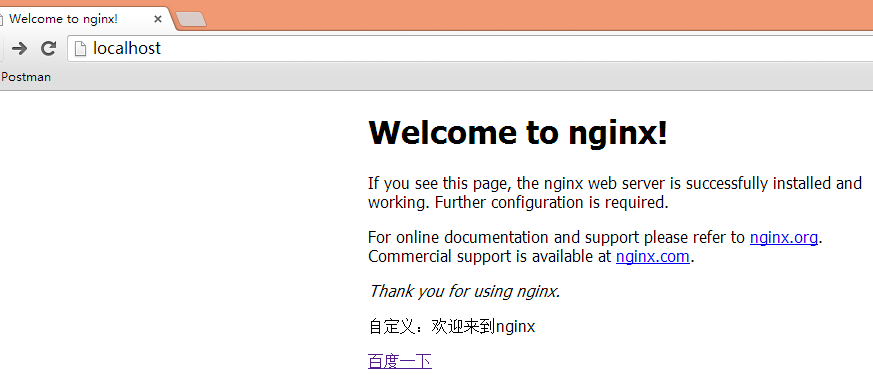 Welcome to nginx!
localhost
Postman
Welcome to nginx!
If you see this page, the nginx web server is successfully installed and
working. Further configuration is required.
For online documentation and support please refer to nginx.org.
Commercial support is available at nginx.com.
Thank you for using nginx.
自定义：欢迎来到nginx
百度一下